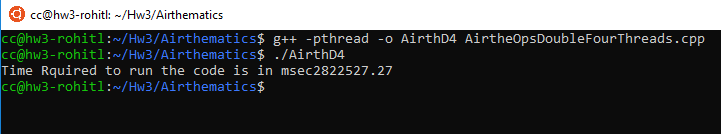 cc@hw3-rohitl: ~/Hw3/Airthematics
cc@hw3-rohitl:~/Hw3/Airthematics$ g++ -pthread -o AirthD4 AirtheOpsDoubleFourThreads.cpp
cc@hw3-rohitl:~/Hw3/Airthematics$ ./AirthD4
Time Rquired to run the code is in msec2822527.27
cc@hw3-rohitl:~/Hw3/Airthematics$